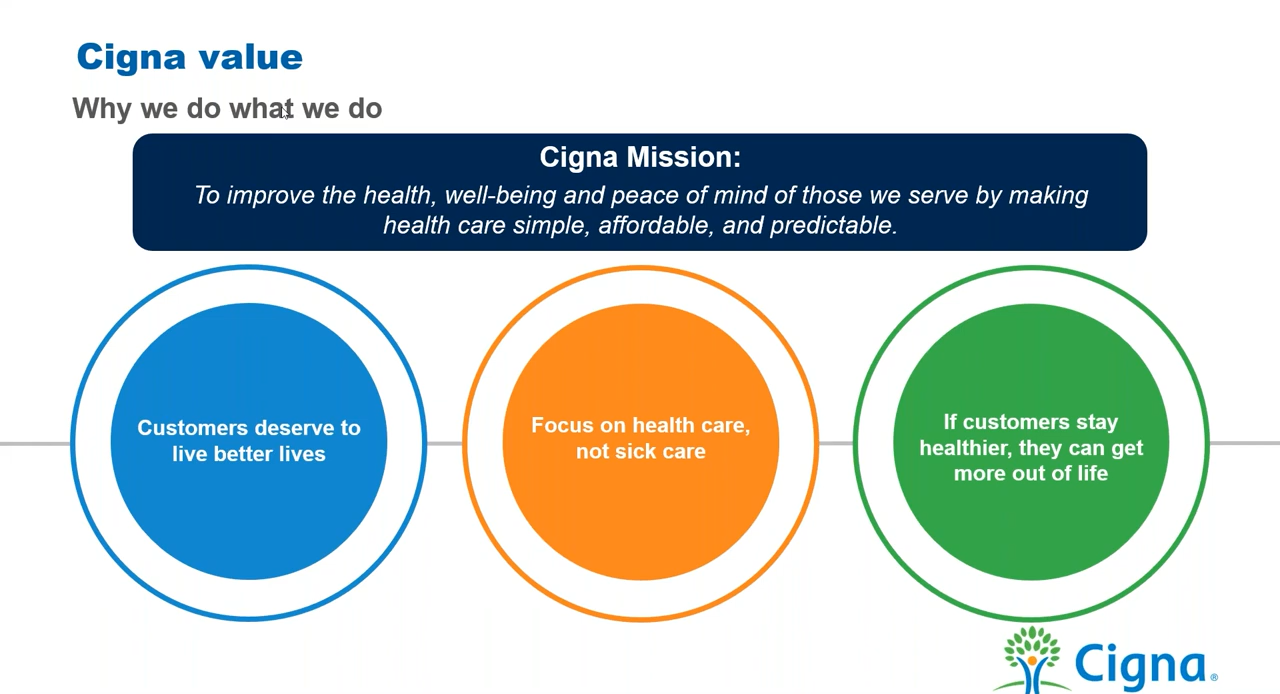 Cigna value
Why we do what we do
Cigna Mission:
To improve the health, well-being and peace of mind of those we serve by making
health care simple, affordable, and predictable.
Customers deserve to
live better lives
Focus on health care,
not sick care
If customers stay
healthier, they can get
more out of life
Cigna®